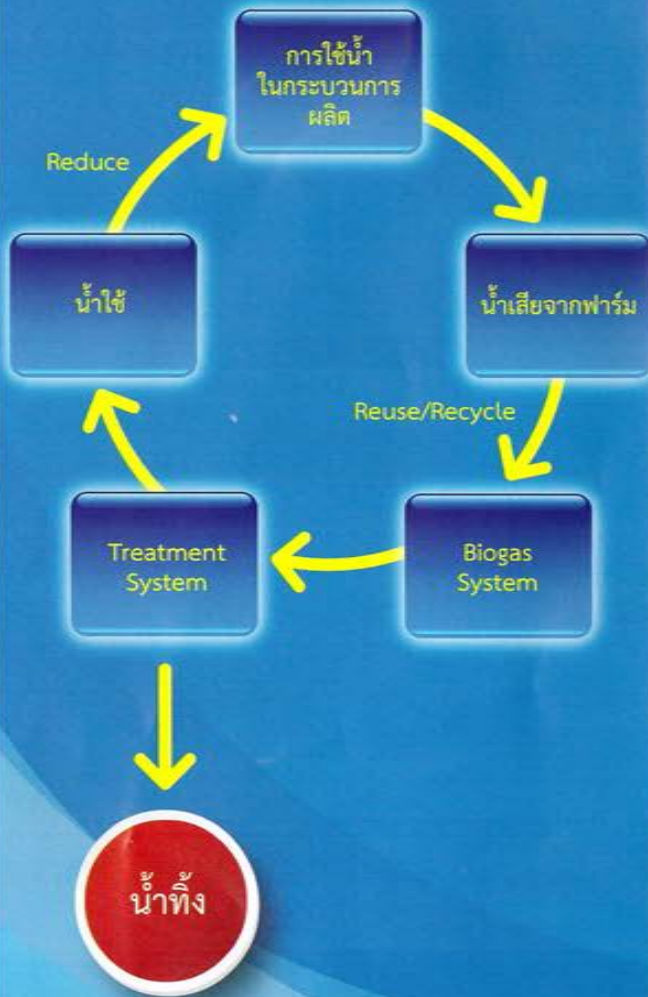 การใช้น้ำ
ในกระบวนการ
ผลิต
Reduce
น้ำใช้
น้ำเสียจากฟาร์ม
Reuse/Recycle
Treatment
System
Biogas
System
น้ำทิ้ง